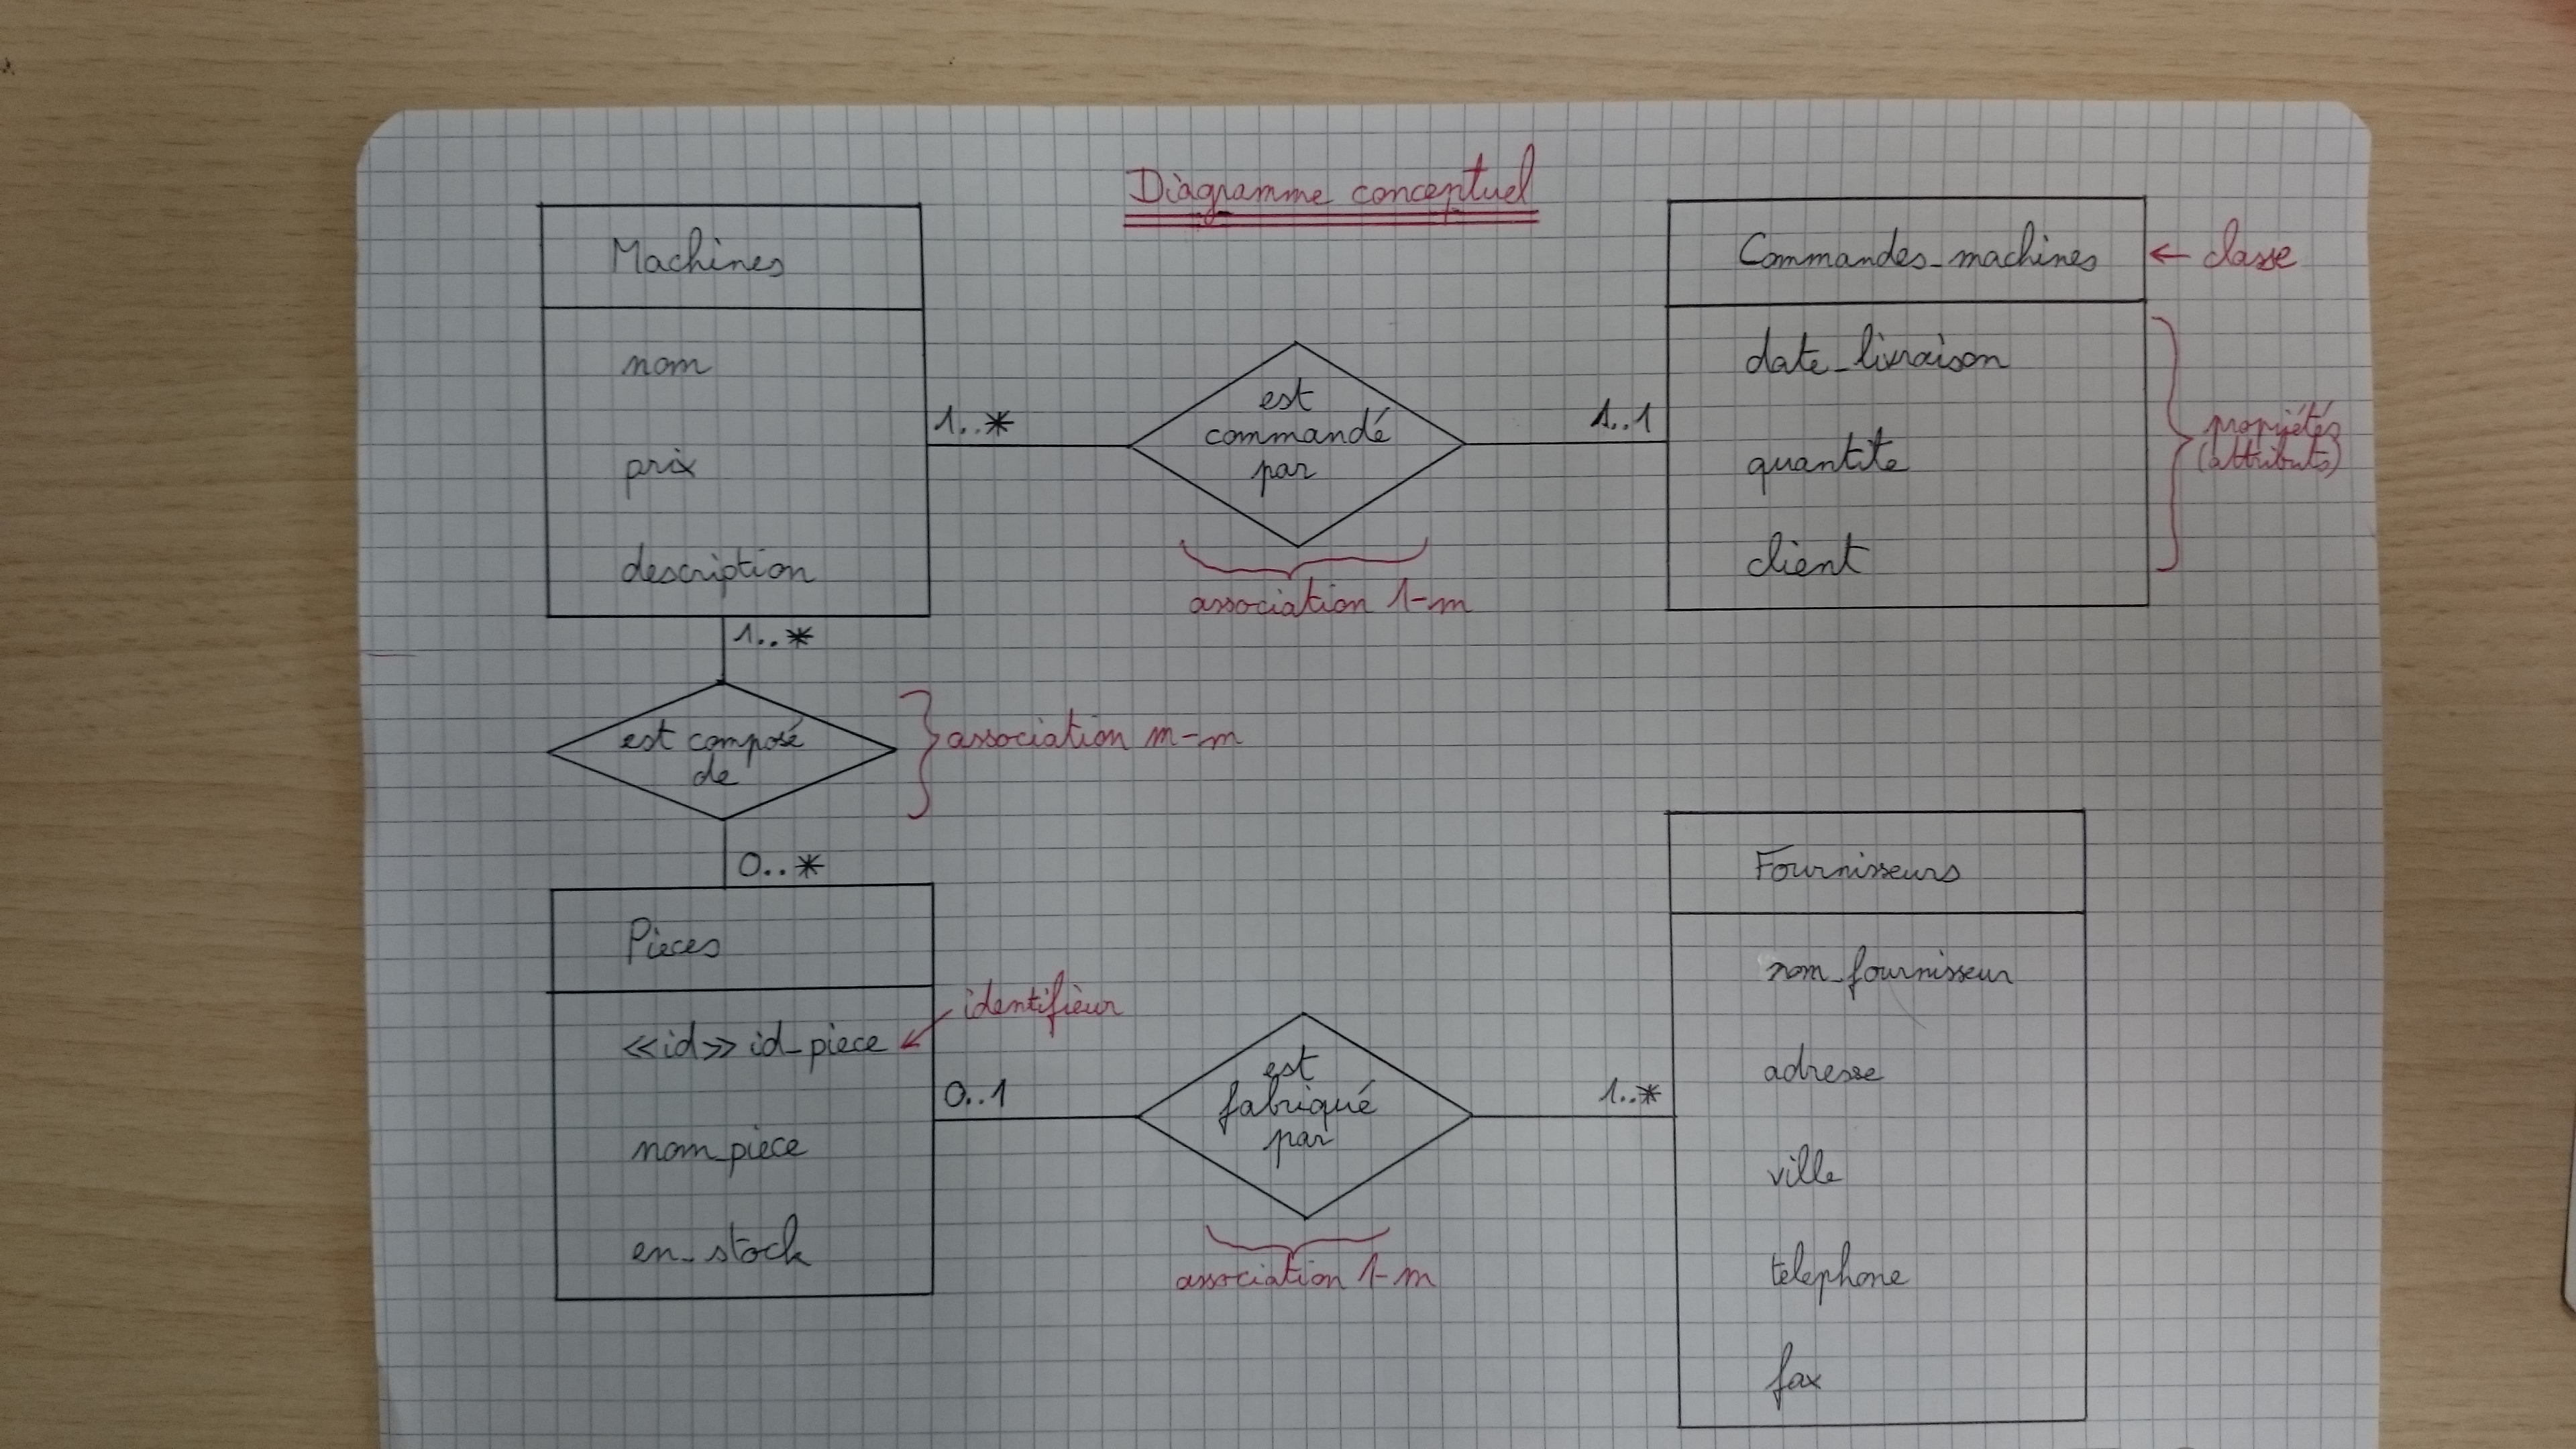 Diagramme conceptuel
Machines
nom
prix
description
1..*
est
commandé
par
1..1
association 1-m
Commandes_machines
← classe
date_livraison
quantite
client
propriétés
(attributs)
1..*
est composé
de
association m-m
0..*
Pieces
<<id>> id_piece
identifieur
nom_piece
en_stock
0..1
est
fabriqué
par
1..*
association 1-m
Fournisseurs
nom_fournisseur
adresse
ville
telephone
fax